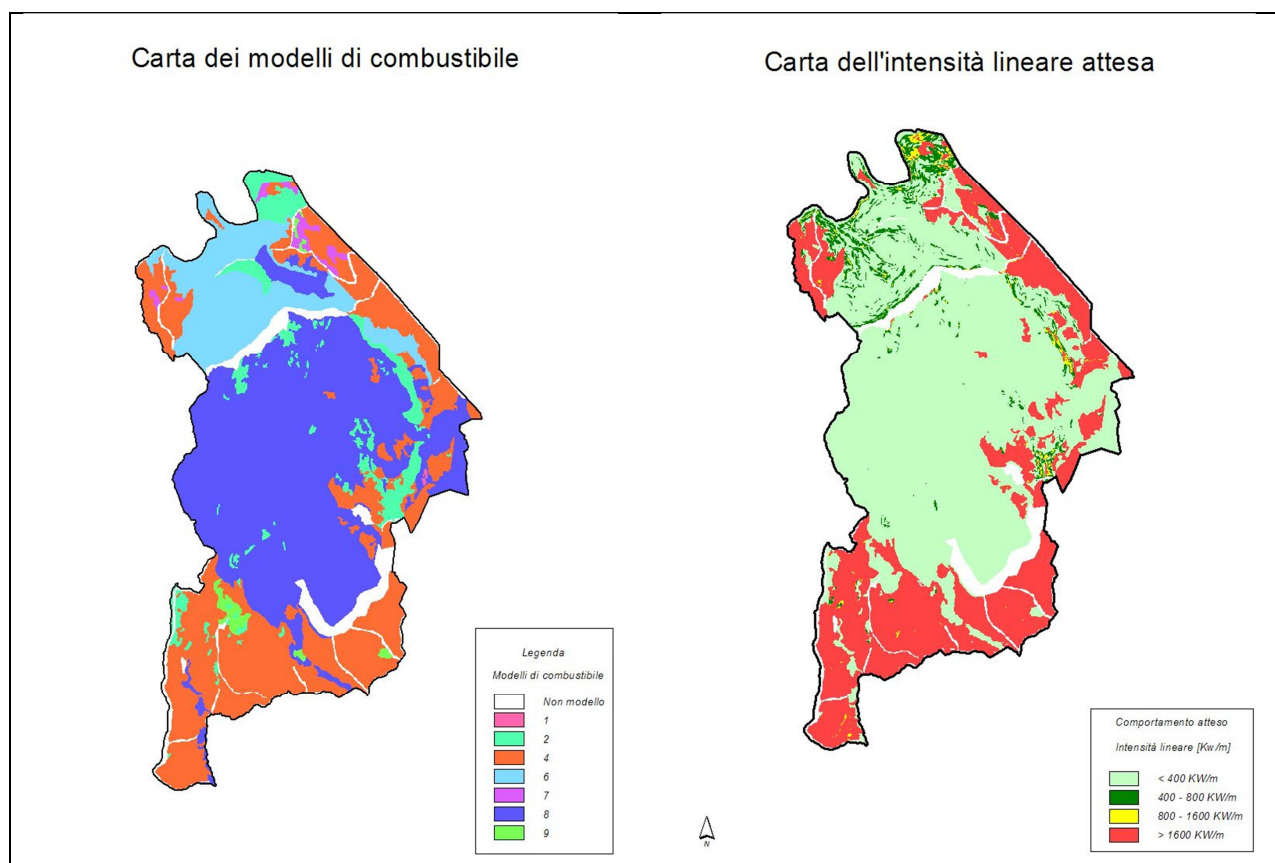 Carta dei modelli di combustibile
Carta dell'intensità lineare attesa
Legenda
Modelli di combustibile
Non modello
1
2
4
6
7
8
9
Comportamento atteso
Intensità lineare [Kw/m]
< 400 KW/m
400 - 800 KW/m
800 - 1600 KW/m
> 1600 KW/m
N